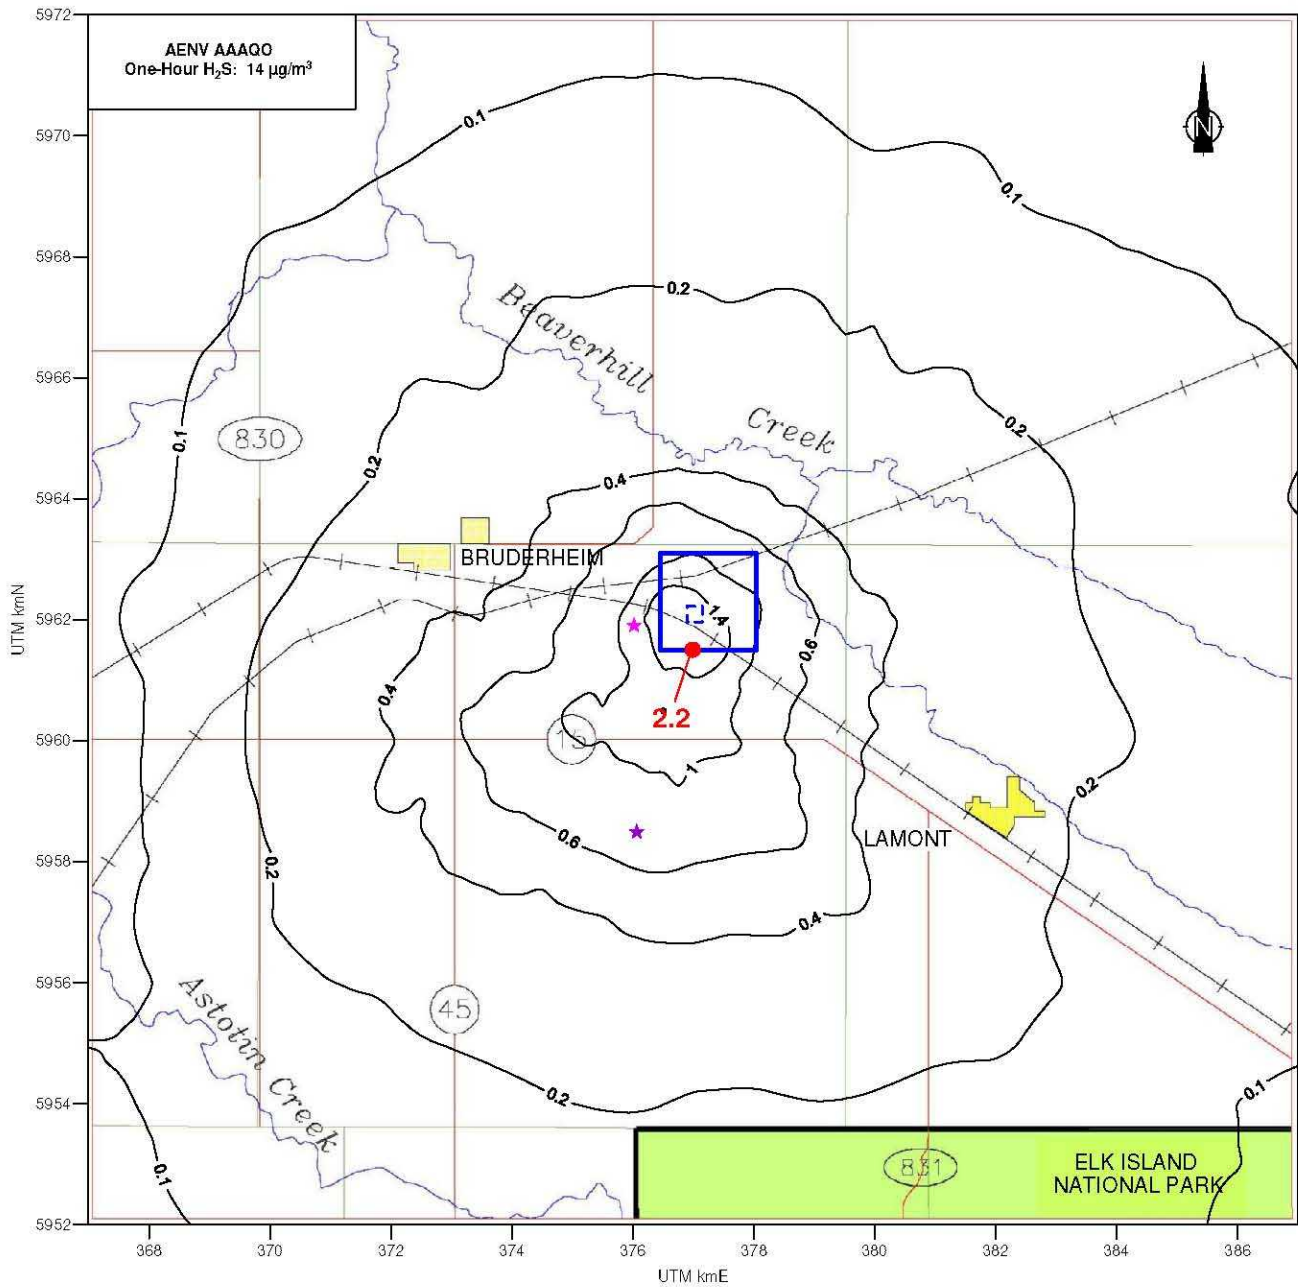 5972
AENV AAAQO
One-Hour H₂S: 14 µg/m³
N
5970
0.1
0.1
5968
0.2
Beaverhill
5966
0.2
830
0.1
Creek
0.2
5964
0.4
BRUDERHEIM
5962
1.4
UTM kmN
0.6
0.4
2.2
15
5960
1
0.2
0.6
LAMONT
5958
0.2
0.4
5956
Astotin Creek
45
5954
0.2
0.1
0.1
831
ELK ISLAND
NATIONAL PARK
5952
368 370 372 374 376 378 380 382 384 386
UTM kmE